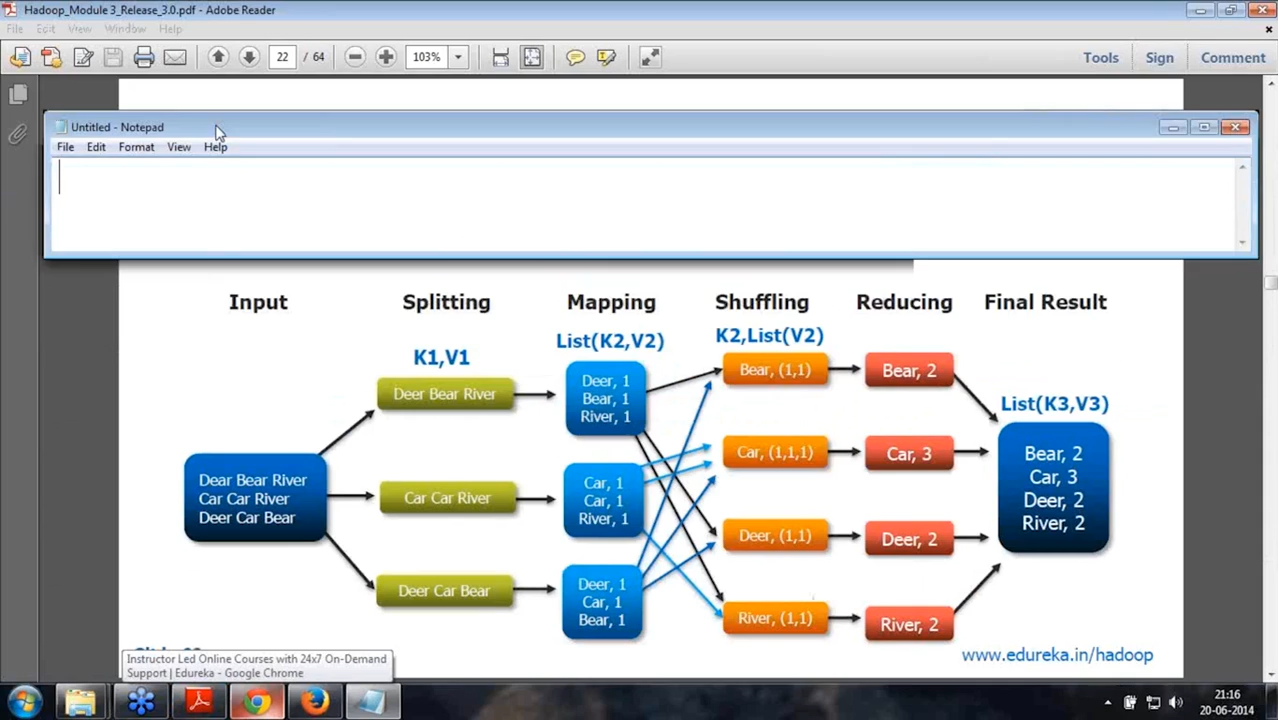 Hadoop_Module 3_Release_3.0.pdf - Adobe Reader
File Edit View Window Help
22 / 64 103% Tools Sign Comment
Untitled - Notepad
File Edit Format View Help
Input Splitting Mapping Shuffling Reducing Final Result
K1,V1
List(K2,V2)
K2,List(V2)
List(K3,V3)
Dear Bear River
Car Car River
Deer Car Bear
Deer Bear River
Car Car River
Deer Car Bear
Deer, 1
Bear, 1
River, 1
Car, 1
Car, 1
River, 1
Deer, 1
Car, 1
Bear, 1
Bear, (1,1)
Car, (1,1,1)
Deer, (1,1)
River, (1,1)
Bear, 2
Car, 3
Deer, 2
River, 2
Bear, 2
Car, 3
Deer, 2
River, 2
www.edureka.in/hadoop
Instructor Led Online Courses with 24x7 On-Demand
Support | Edureka - Google Chrome
21:16
20-06-2014